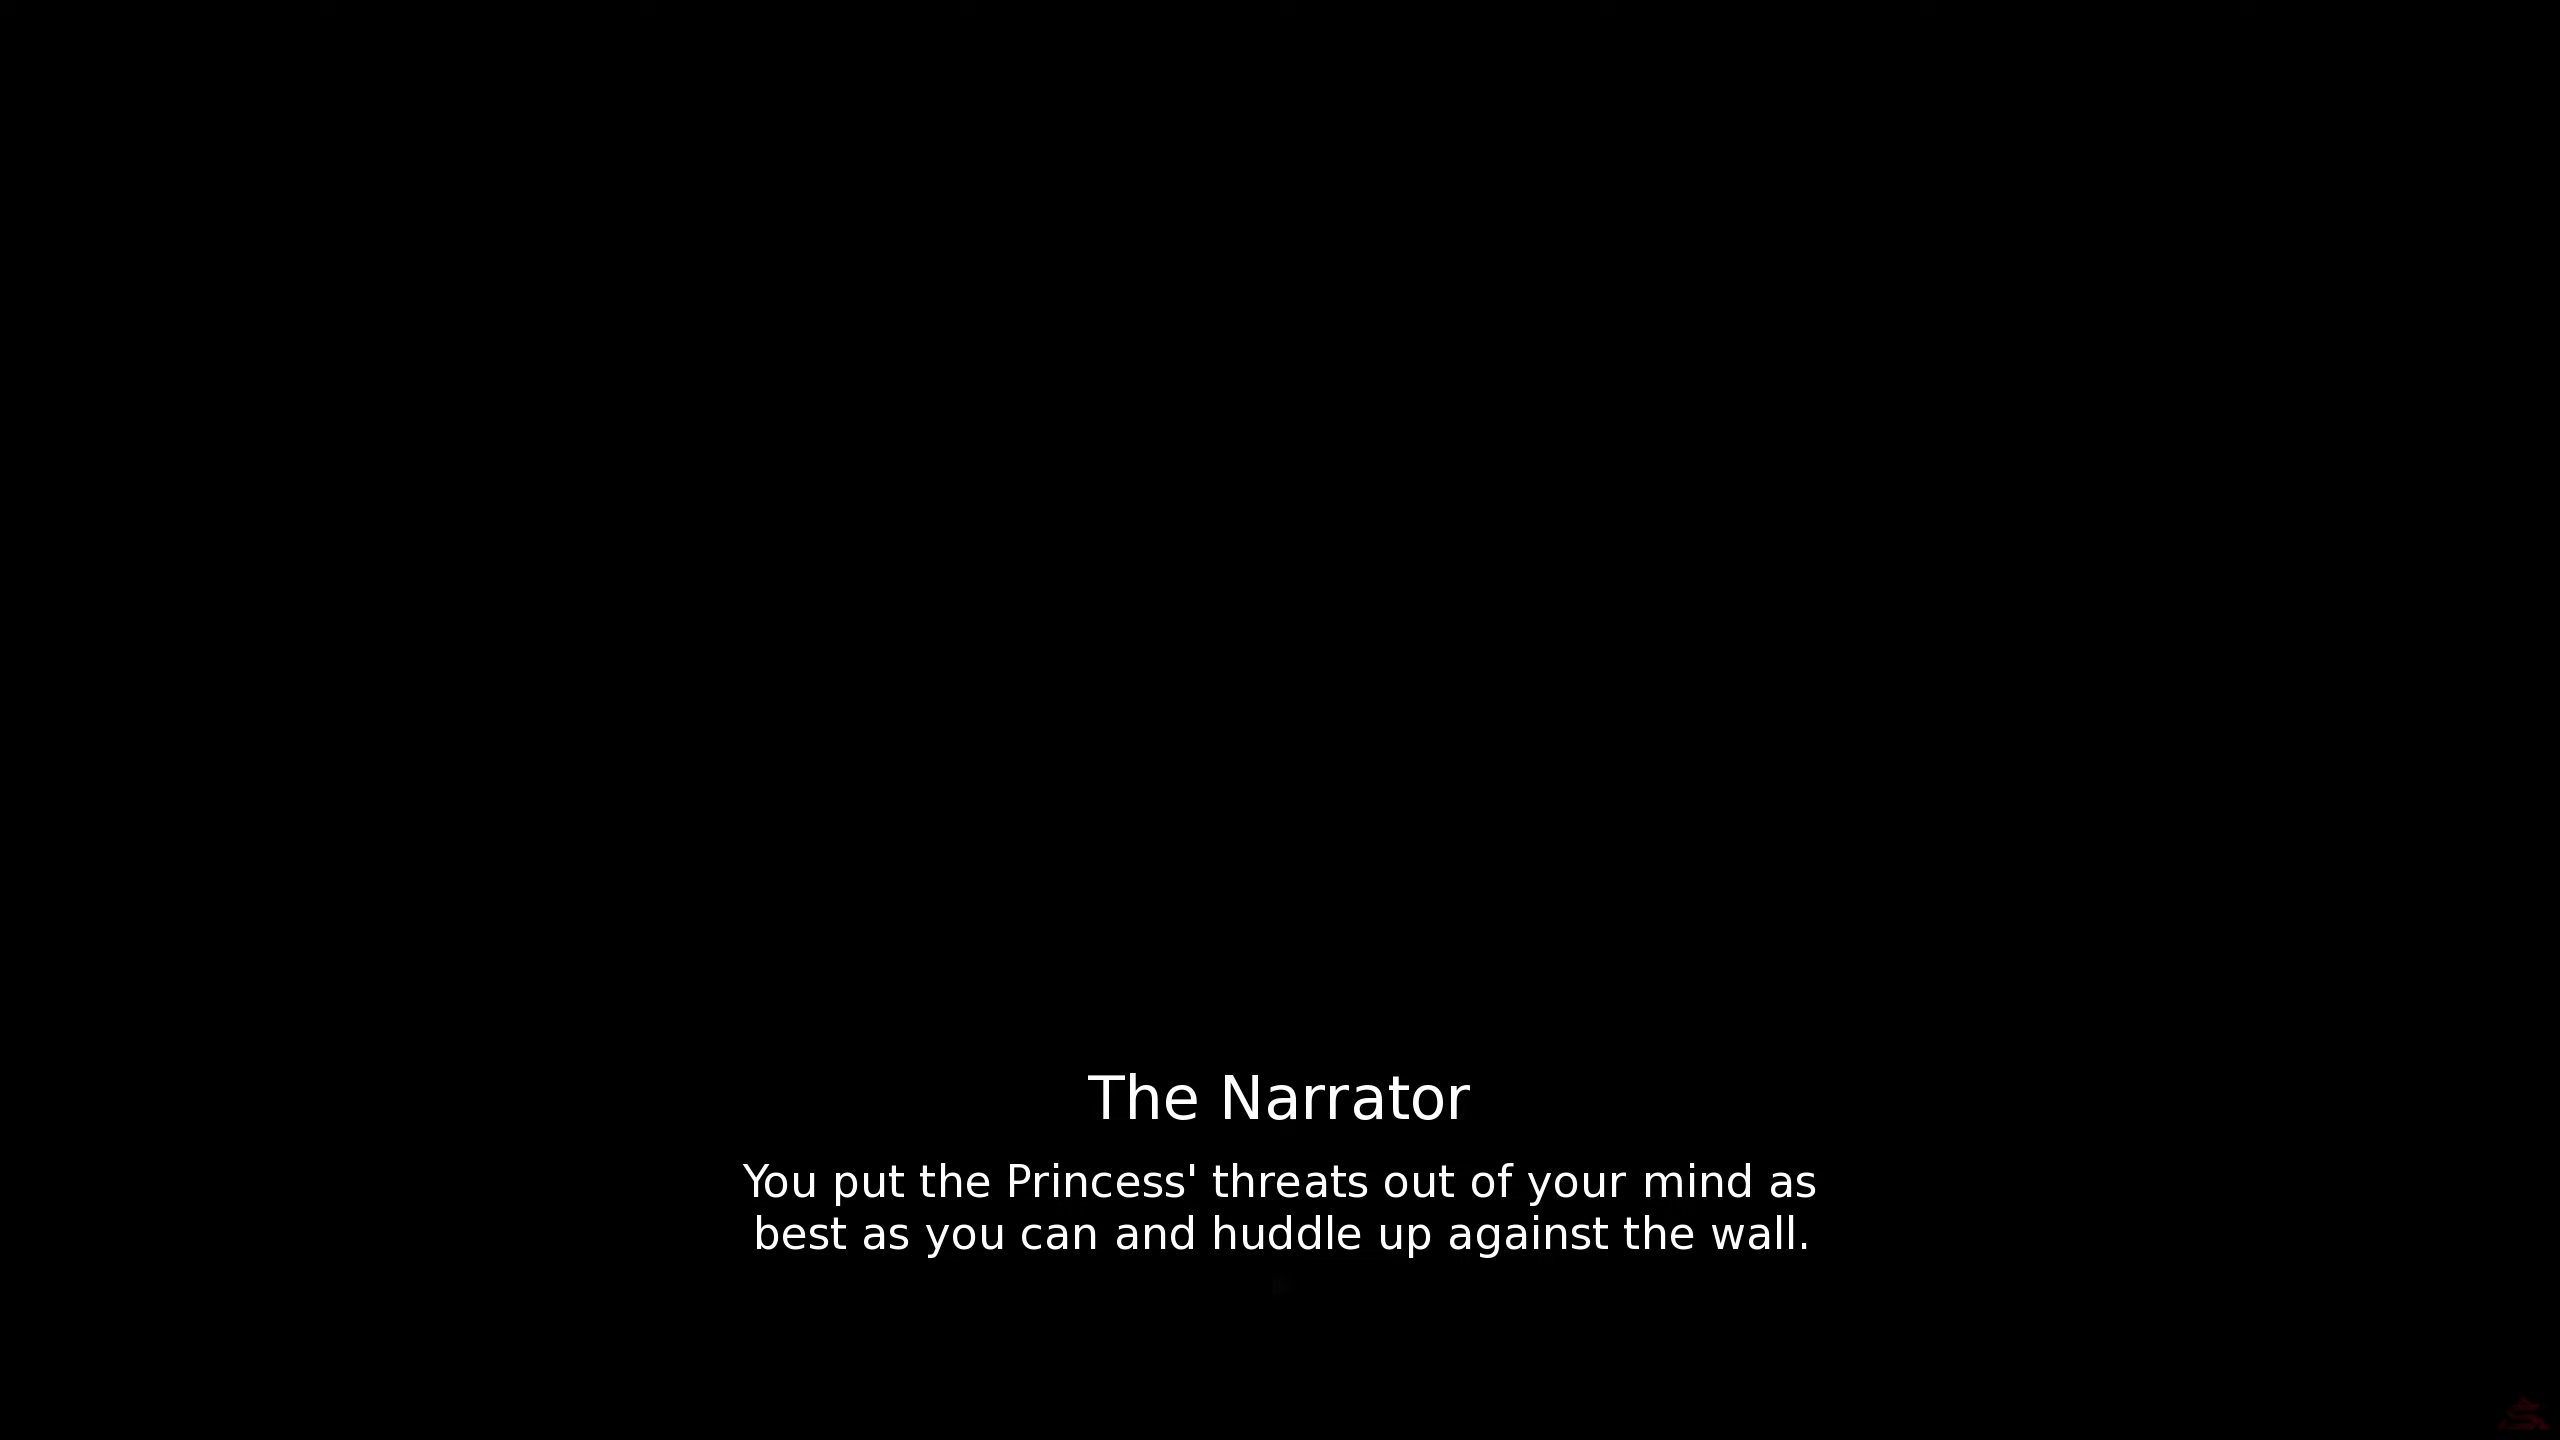 The Narrator
You put the Princess' threats out of your mind as
best as you can and huddle up against the wall.